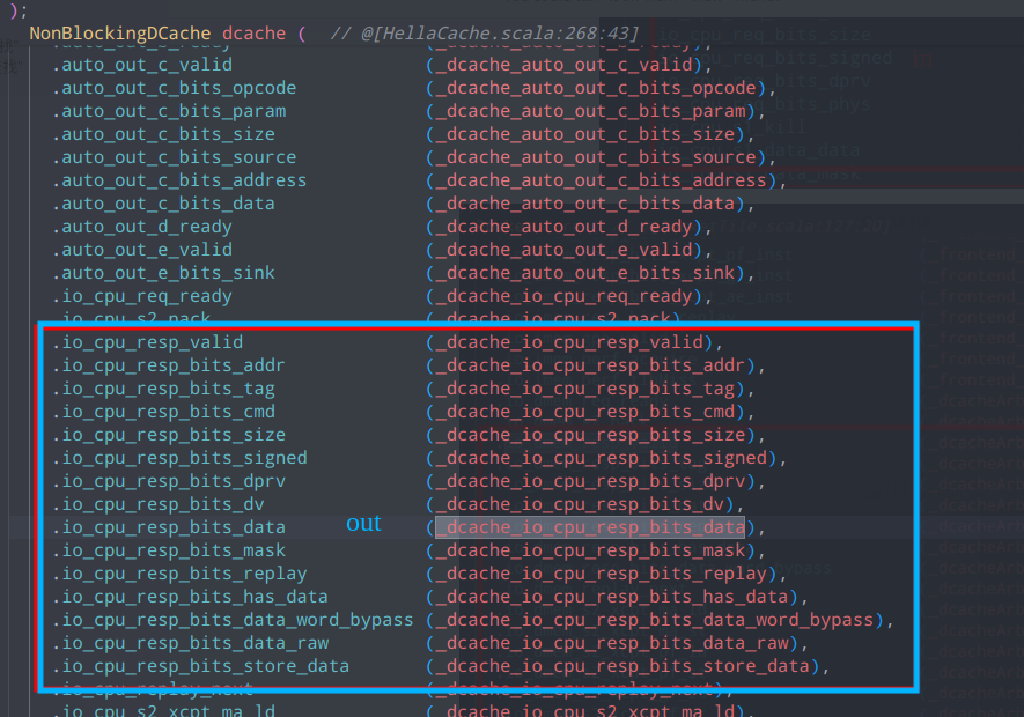 );
NonBlockingDCache dcache ( // @[HellaCache.scala:268:43]
.auto_out_c_valid (_dcache_auto_out_c_valid),
.auto_out_c_bits_opcode (_dcache_auto_out_c_bits_opcode),
.auto_out_c_bits_param (_dcache_auto_out_c_bits_param),
.auto_out_c_bits_size (_dcache_auto_out_c_bits_size),
.auto_out_c_bits_source (_dcache_auto_out_c_bits_source),
.auto_out_c_bits_address (_dcache_auto_out_c_bits_address),
.auto_out_c_bits_data (_dcache_auto_out_c_bits_data),
.auto_out_d_ready (_dcache_auto_out_d_ready),
.auto_out_e_valid (_dcache_auto_out_e_valid),
.auto_out_e_bits_sink (_dcache_auto_out_e_bits_sink),
.io_cpu_req_ready (_dcache_io_cpu_req_ready),
.io_cpu_s2_nack (_dcache_io_cpu_s2_nack),
.io_cpu_resp_valid (_dcache_io_cpu_resp_valid),
.io_cpu_resp_bits_addr (_dcache_io_cpu_resp_bits_addr),
.io_cpu_resp_bits_tag (_dcache_io_cpu_resp_bits_tag),
.io_cpu_resp_bits_cmd (_dcache_io_cpu_resp_bits_cmd),
.io_cpu_resp_bits_size (_dcache_io_cpu_resp_bits_size),
.io_cpu_resp_bits_signed (_dcache_io_cpu_resp_bits_signed),
.io_cpu_resp_bits_dprv (_dcache_io_cpu_resp_bits_dprv),
.io_cpu_resp_bits_dv (_dcache_io_cpu_resp_bits_dv),
.io_cpu_resp_bits_data out (_dcache_io_cpu_resp_bits_data),
.io_cpu_resp_bits_mask (_dcache_io_cpu_resp_bits_mask),
.io_cpu_resp_bits_replay (_dcache_io_cpu_resp_bits_replay),
.io_cpu_resp_bits_has_data (_dcache_io_cpu_resp_bits_has_data),
.io_cpu_resp_bits_data_word_bypass (_dcache_io_cpu_resp_bits_data_word_bypass),
.io_cpu_resp_bits_data_raw (_dcache_io_cpu_resp_bits_data_raw),
.io_cpu_resp_bits_store_data (_dcache_io_cpu_resp_bits_store_data),
.io_cpu_replay_next (_dcache_io_cpu_replay_next),
.io_cpu_s2_xcpt_ma_ld (_dcache_io_cpu_s2_xcpt_ma_ld),